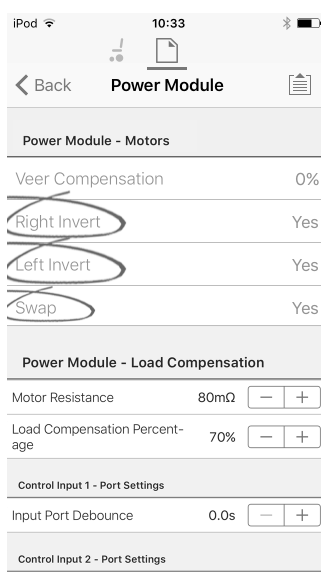 iPod 10:33
Back Power Module
Power Module - Motors
Veer Compensation 0%
Right Invert Yes
Left Invert Yes
Swap Yes
Power Module - Load Compensation
Motor Resistance 80mΩ − +
Load Compensation Percent-
age 70% − +
Control Input 1 - Port Settings
Input Port Debounce 0.0s − +
Control Input 2 - Port Settings